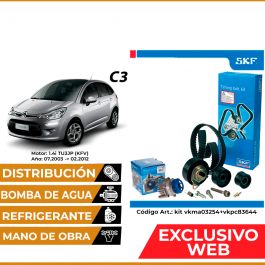 C3
Motor: 1.4i TU3JP (KFV)
Año: 07.2003 -> 02.2012
DISTRIBUCIÓN
BOMBA DE AGUA
REFRIGERANTE
MANO DE OBRA
SKF
Timing Belt Kit
Código Art.: kit vkma03254+vkpc83644
EXCLUSIVO
WEB